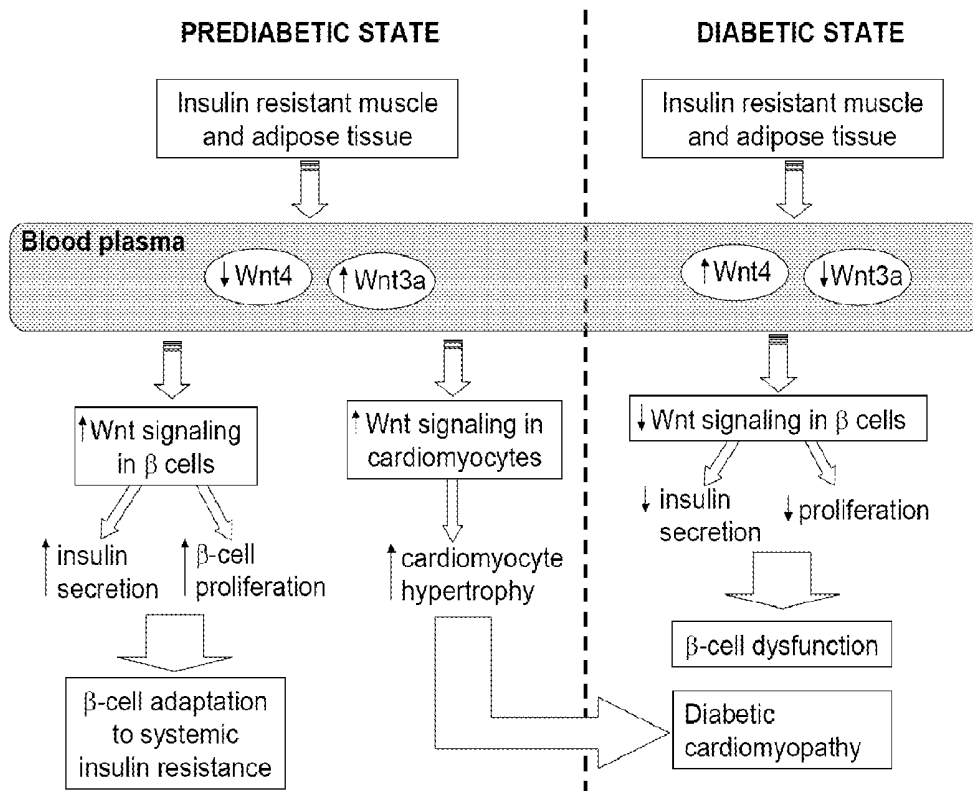 PREDIABETIC STATE
Insulin resistant muscle
and adipose tissue
Blood plasma
↓Wnt4
↑Wnt3a
↑Wnt signaling
in β cells
↑Wnt signaling in
cardiomyocytes
↑insulin
secretion
↑β-cell
proliferation
↑cardiomyocyte
hypertrophy
β-cell adaptation
to systemic
insulin resistance
DIABETIC STATE
Insulin resistant muscle
and adipose tissue
↑Wnt4
↓Wnt3a
↓Wnt signaling in β cells
↓insulin
secretion
↓proliferation
β-cell dysfunction
Diabetic
cardiomyopathy